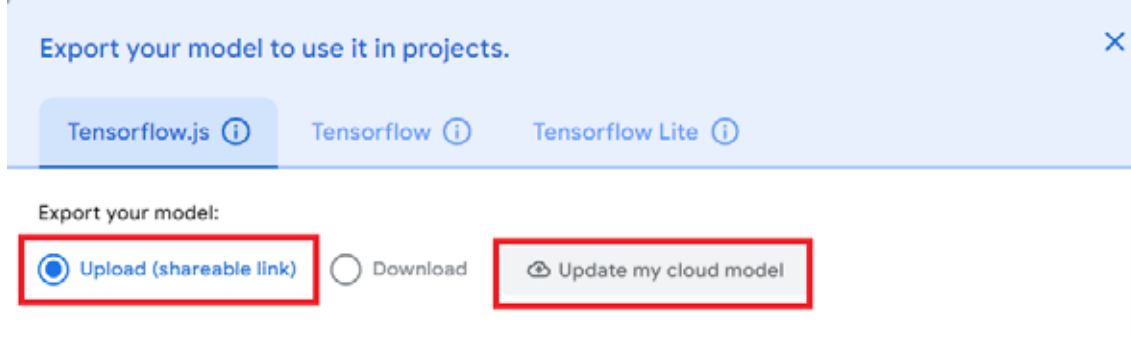 Export your model to use it in projects.
Tensorflow.js Tensorflow Tensorflow Lite
Export your model:
Upload (shareable link) Download Update my cloud model